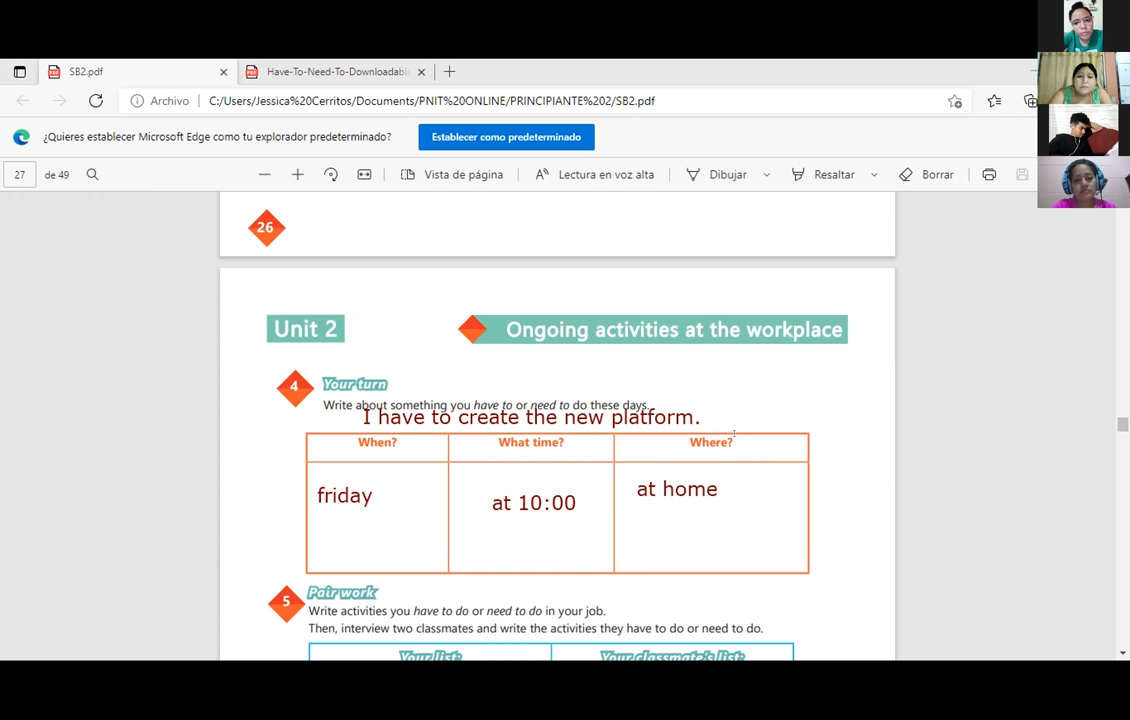 SB2.pdf
Have-To-Need-To-Downloadabl
Archivo
C:/Users/Jessica%20Cerritos/Documents/PNIT%20ONLINE/PRINCIPIANTE%202/SB2.pdf
¿Quieres establecer Microsoft Edge como tu explorador predeterminado?
Establecer como predeterminado
27 de 49
Vista de página
Lectura en voz alta
Dibujar
Resaltar
Borrar
26
Unit 2
Ongoing activities at the workplace
4 Your turn
Write about something you have to or need to do these days.
I have to create the new platform.
When? What time? Where?
friday at 10:00 at home
5 Pair work
Write activities you have to do or need to do in your job.
Then, interview two classmates and write the activities they have to do or need to do.
Your list: Your classmate's list: